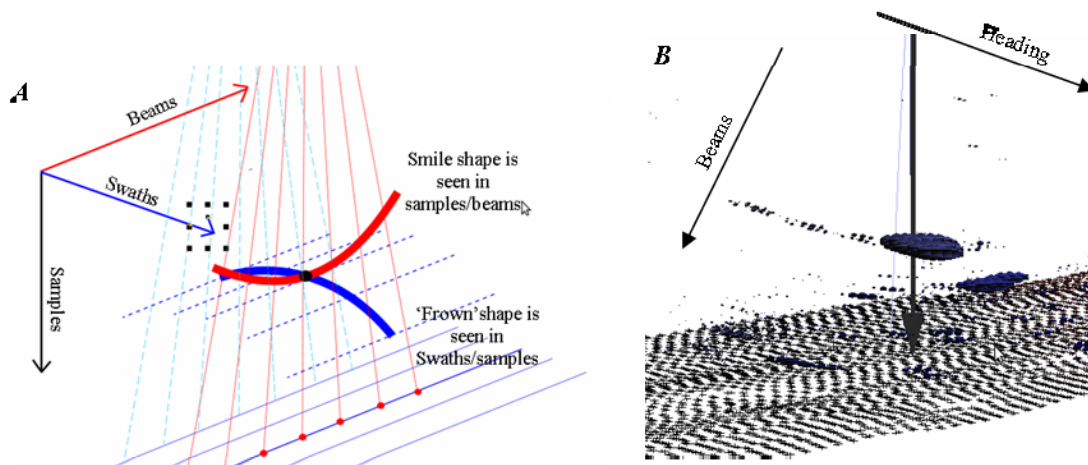 A
Beams
Swaths
Samples
Smile shape is
seen in
samples/beams
'Frown' shape is
seen in
Swaths/samples
B
Heading
Beams